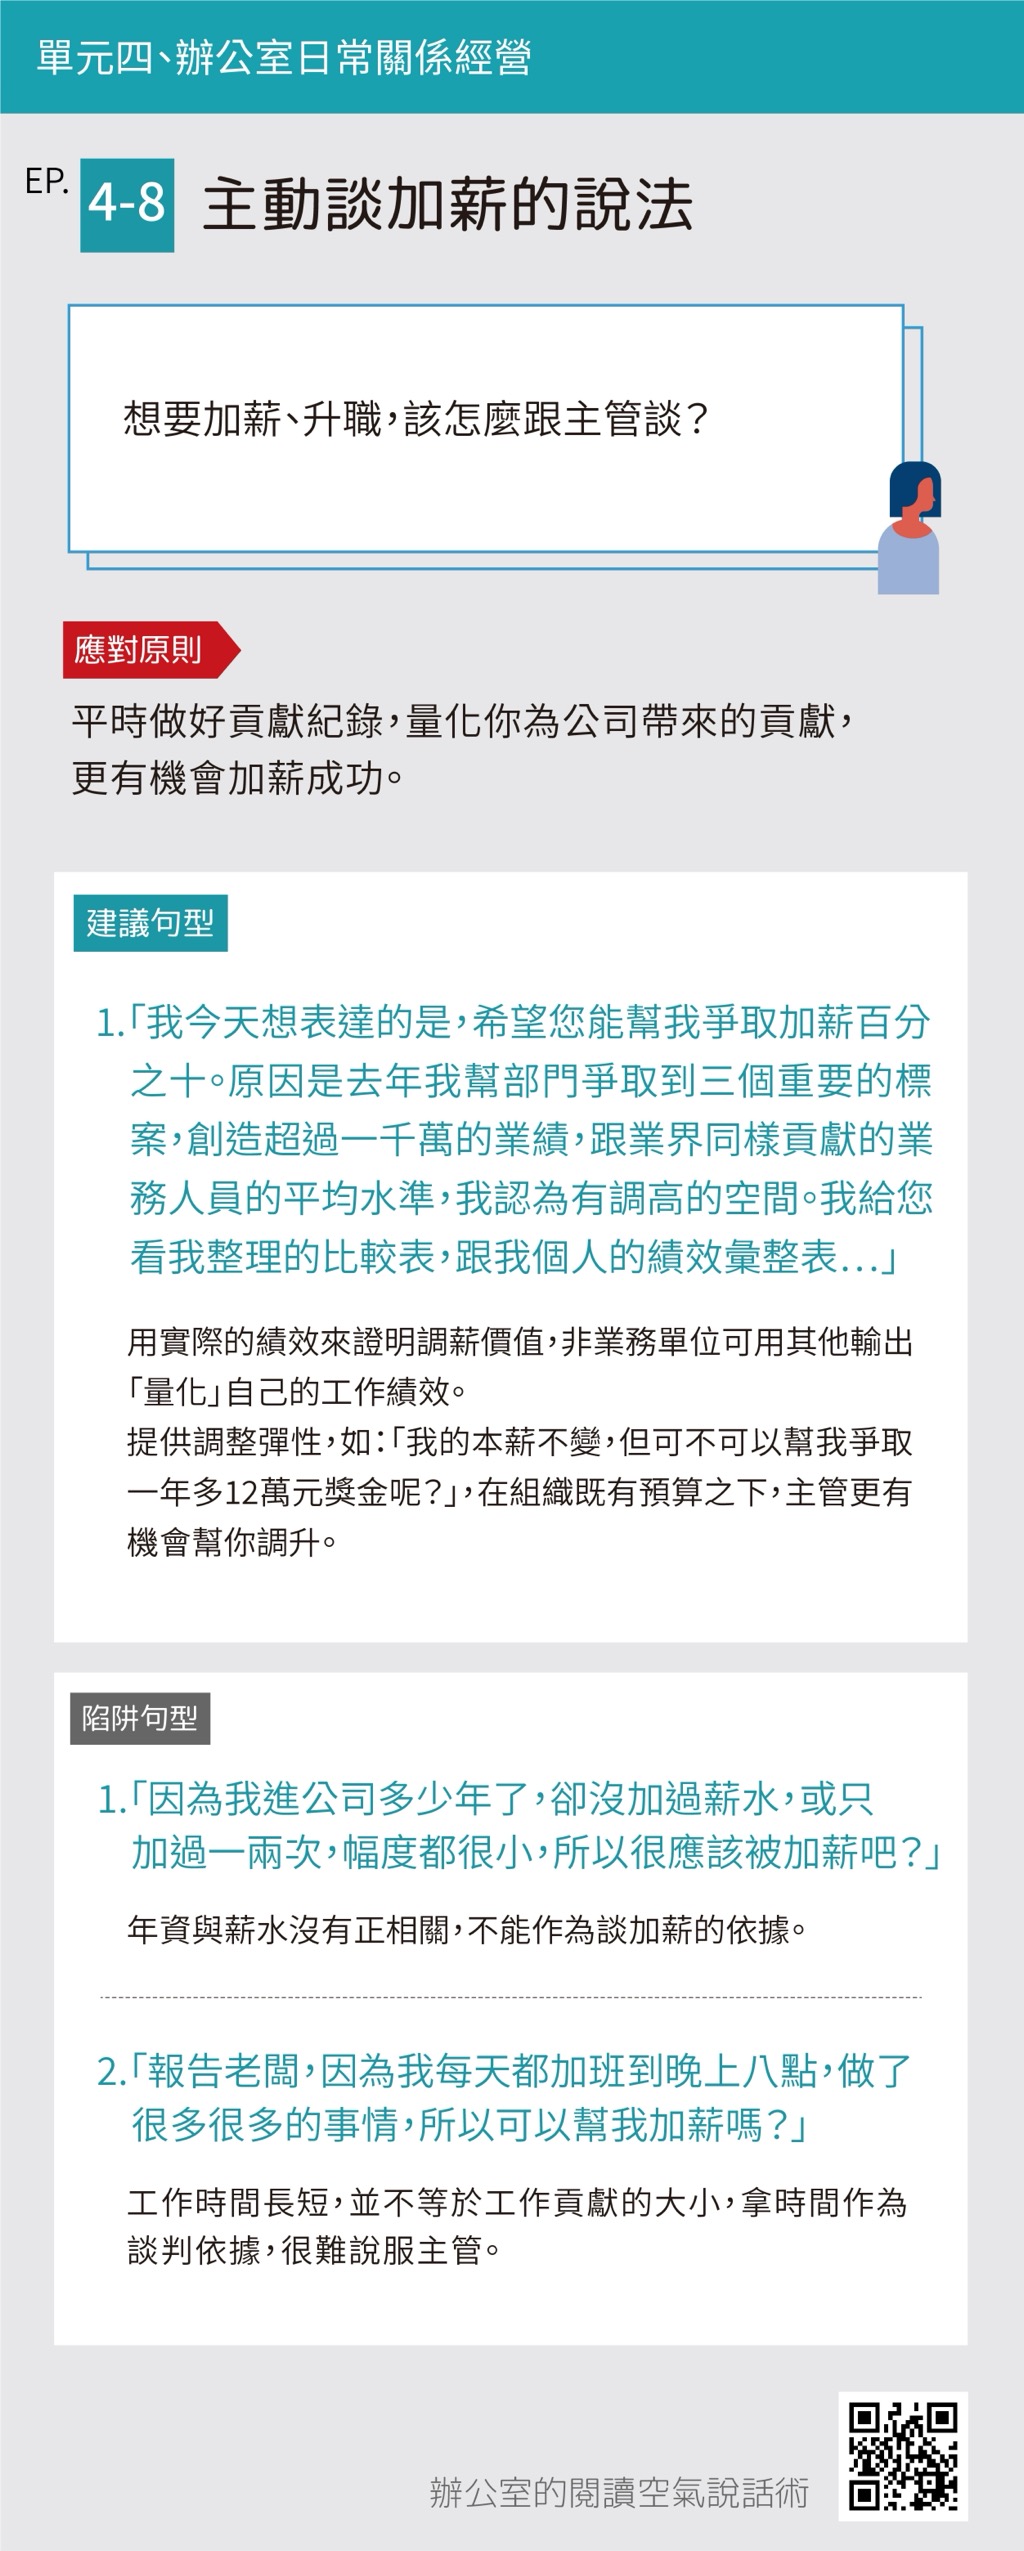 單元四、辦公室日常關係經營
EP.
4-8
主動談加薪的說法
想要加薪、升職，該怎麼跟主管談？
應對原則
平時做好貢獻紀錄，量化你為公司帶來的貢獻，
更有機會加薪成功。
建議句型
1.「我今天想表達的是，希望您能幫我爭取加薪百分
之十。原因是去年我幫部門爭取到三個重要的標
案，創造超過一千萬的業績，跟業界同樣貢獻的業
務人員的平均水準，我認為有調高的空間。我給您
看我整理的比較表，跟我個人的績效彙整表…」
用實際的績效來證明調薪價值，非業務單位可用其他輸出
「量化」自己的工作績效。
提供調整彈性，如：「我的本薪不變，但可不可以幫我爭取
一年多12萬元獎金呢？」，在組織既有預算之下，主管更有
機會幫你調升。
陷阱句型
1.「因為我進公司多少年了，卻沒加過薪水，或只
加過一兩次，幅度都很小，所以很應該被加薪吧？」
年資與薪水沒有正相關，不能作為談加薪的依據。
2.「報告老闆，因為我每天都加班到晚上八點，做了
很多很多的事情，所以可以幫我加薪嗎？」
工作時間長短，並不等於工作貢獻的大小，拿時間作為
談判依據，很難說服主管。
辦公室的閱讀空氣說話術